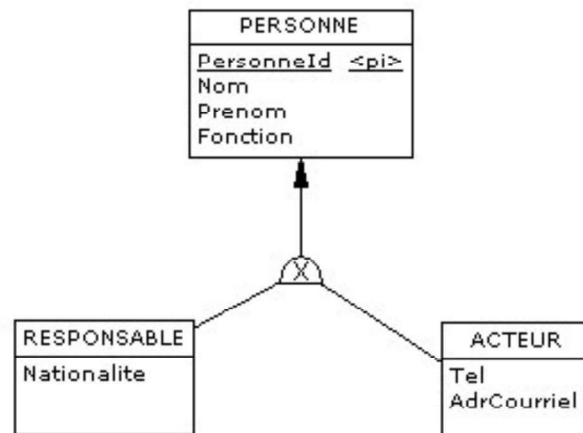 PERSONNE
PersonneId <pi>
Nom
Prenom
Fonction
X
RESPONSABLE
Nationalite
ACTEUR
Tel
AdrCourriel